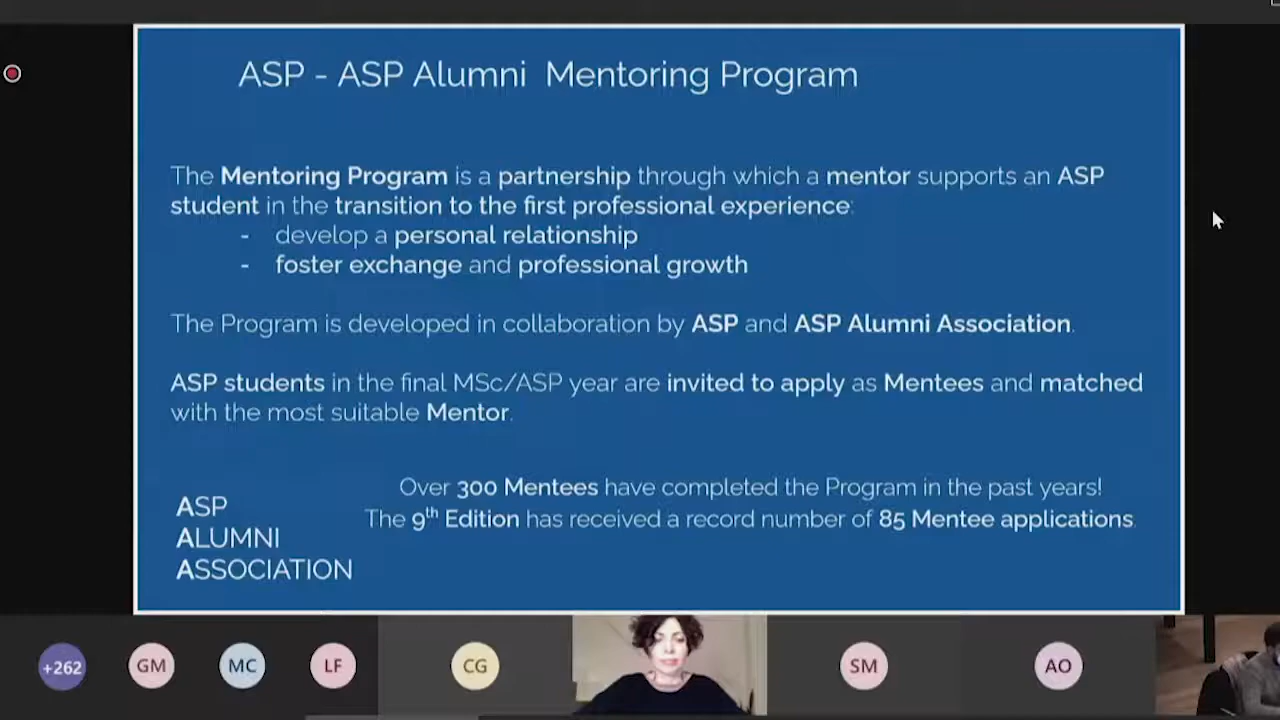 ASP - ASP Alumni Mentoring Program
The Mentoring Program is a partnership through which a mentor supports an ASP
student in the transition to the first professional experience:
- develop a personal relationship
- foster exchange and professional growth
The Program is developed in collaboration by ASP and ASP Alumni Association.
ASP students in the final MSc/ASP year are invited to apply as Mentees and matched
with the most suitable Mentor.
Over 300 Mentees have completed the Program in the past years!
The 9th Edition has received a record number of 85 Mentee applications.
ASP
ALUMNI
ASSOCIATION
+262
GM
MC
LF
CG
SM
AO